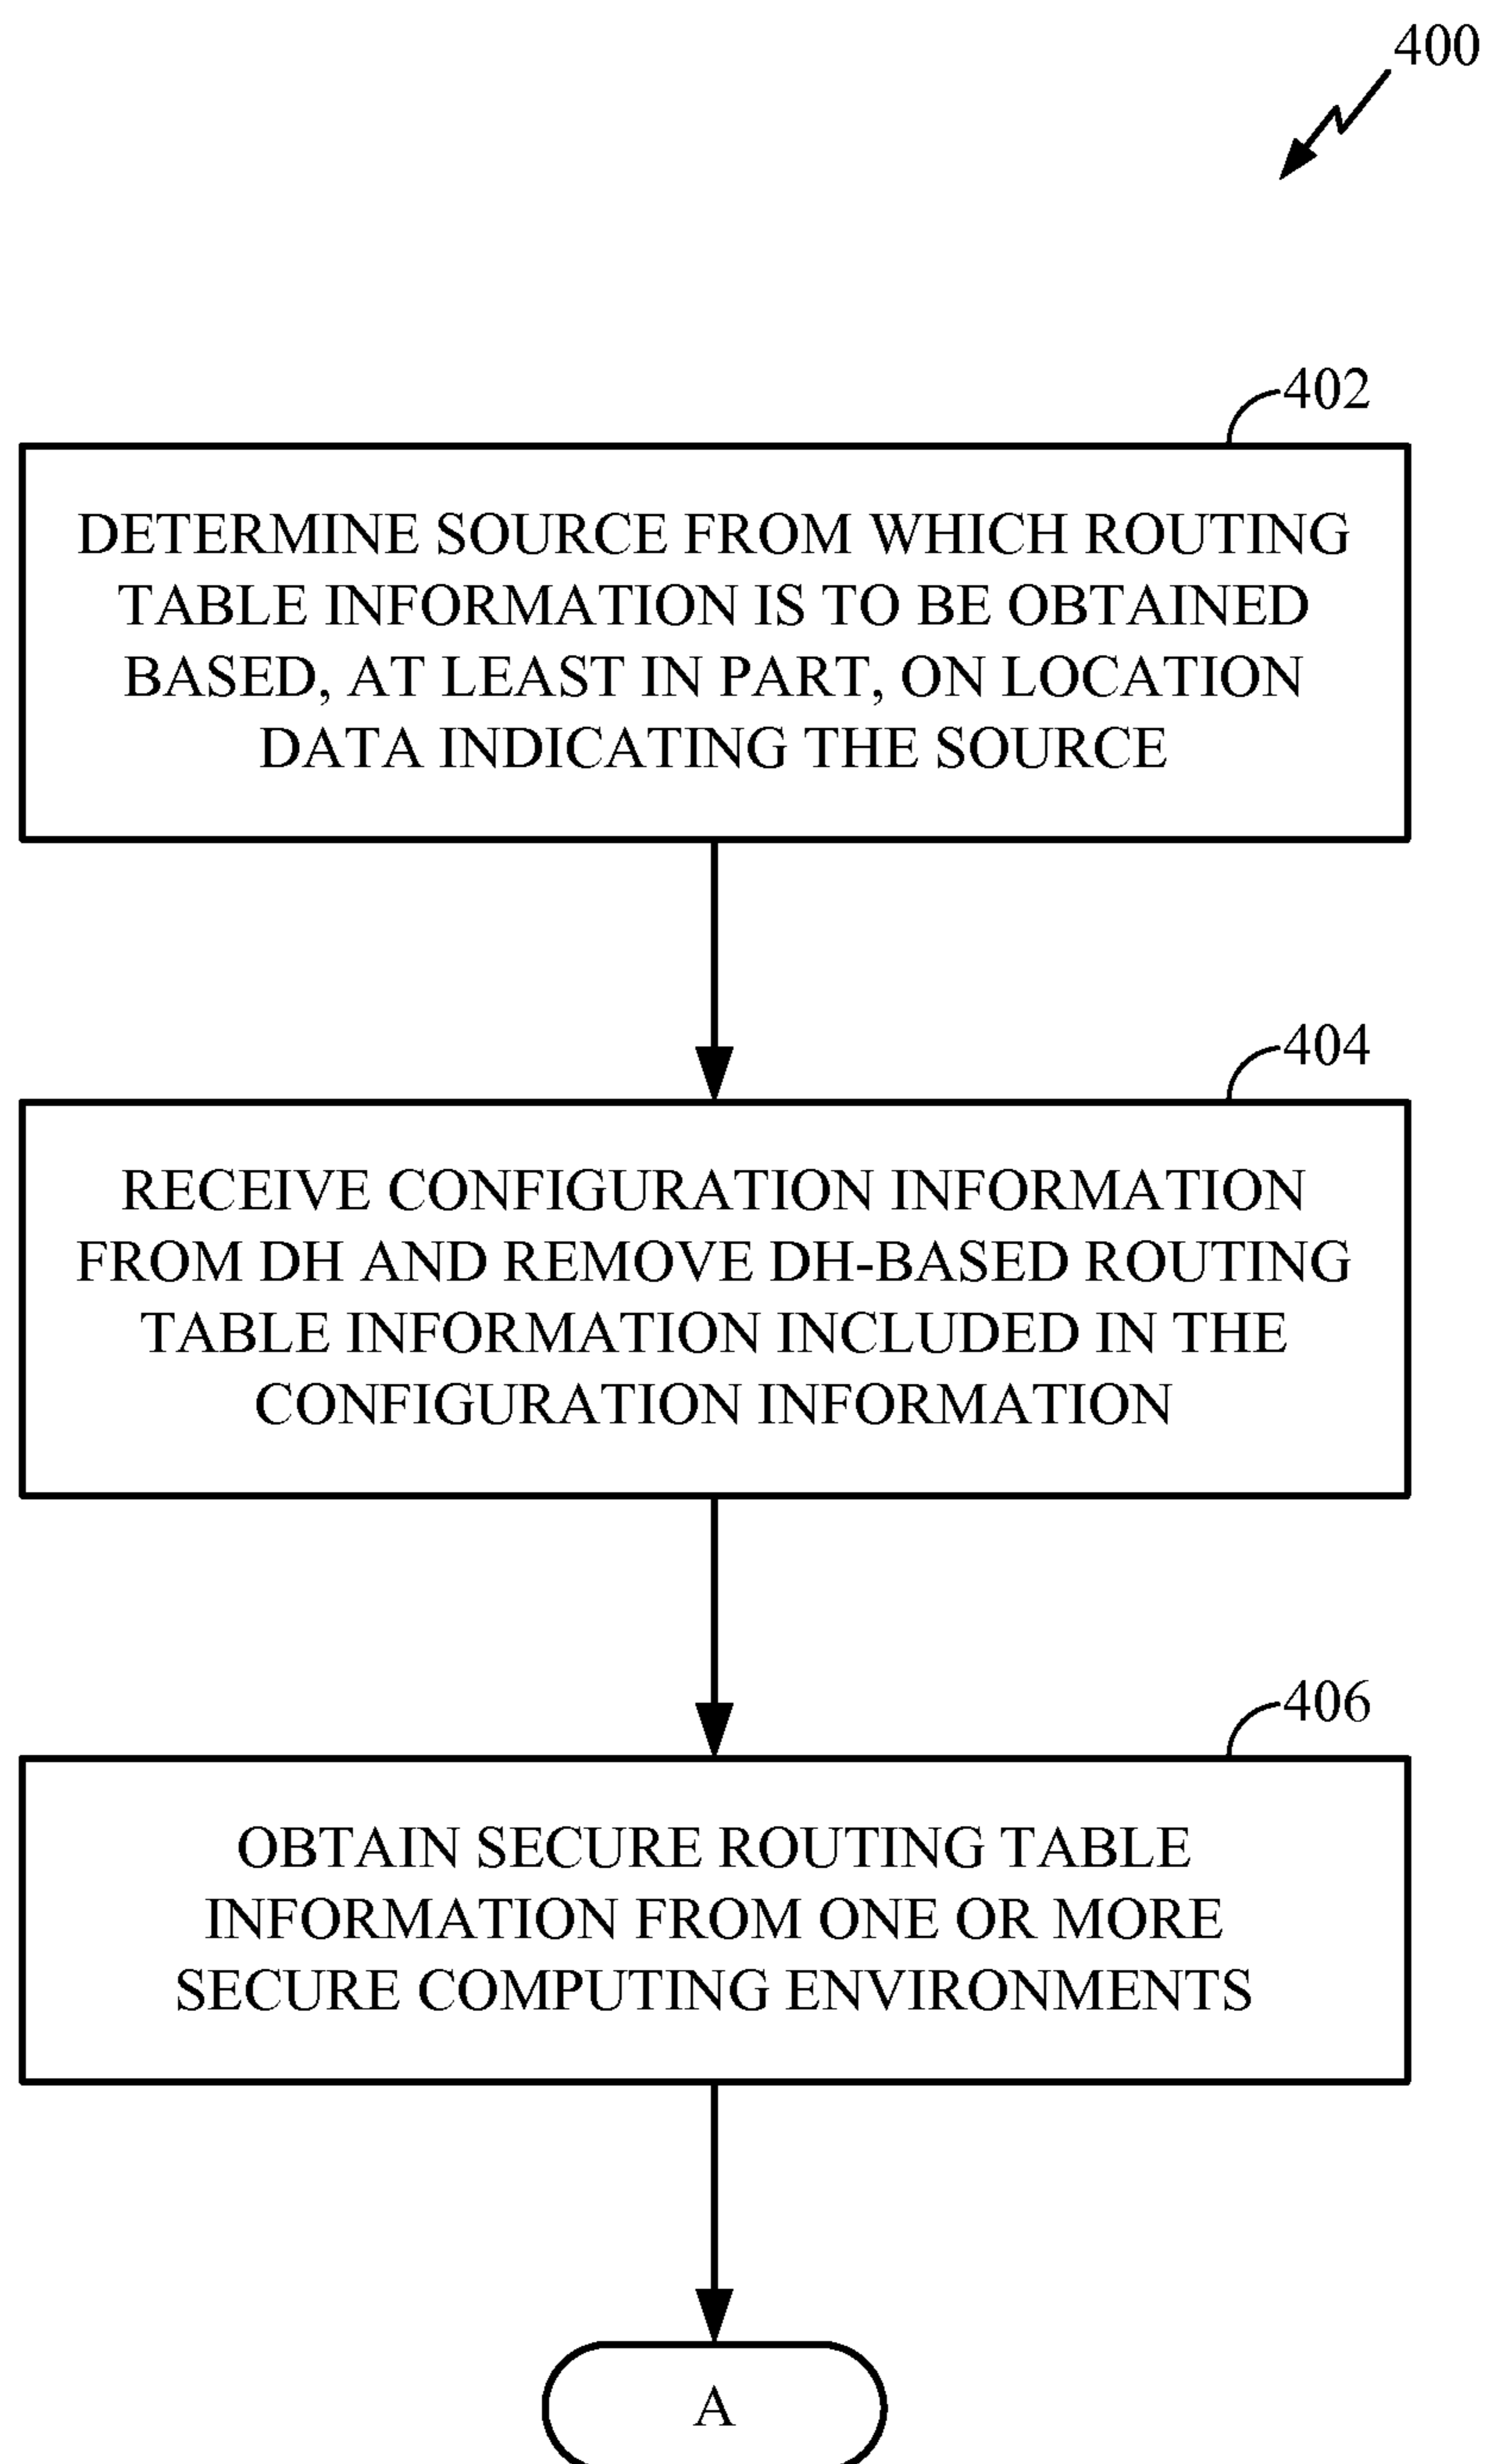 400
402
DETERMINE SOURCE FROM WHICH ROUTING
TABLE INFORMATION IS TO BE OBTAINED
BASED, AT LEAST IN PART, ON LOCATION
DATA INDICATING THE SOURCE
404
RECEIVE CONFIGURATION INFORMATION
FROM DH AND REMOVE DH-BASED ROUTING
TABLE INFORMATION INCLUDED IN THE
CONFIGURATION INFORMATION
406
OBTAIN SECURE ROUTING TABLE
INFORMATION FROM ONE OR MORE
SECURE COMPUTING ENVIRONMENTS
A